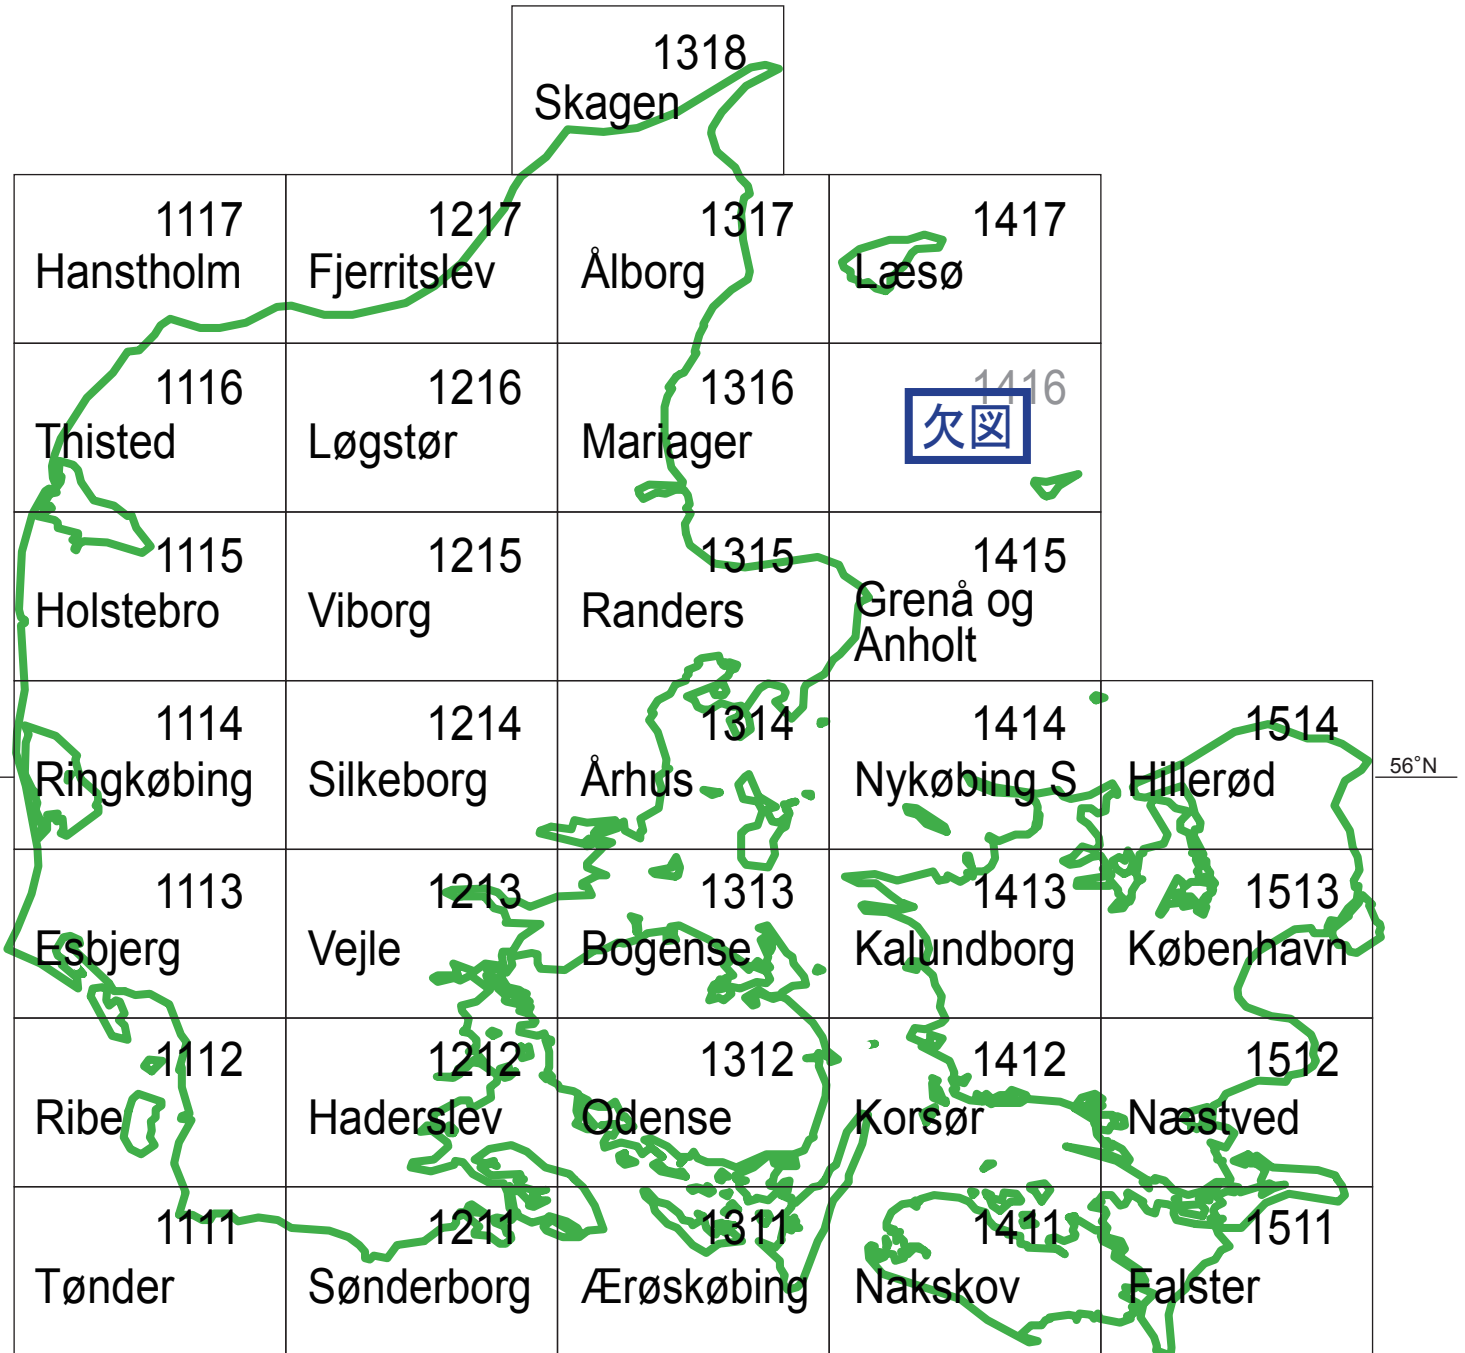 1318
Skagen
1117
Hanstholm
1217
Fjerritslev
1317
Ålborg
1417
Læsø
1116
Thisted
1216
Løgstør
1316
Mariager
1416
欠図
1115
Holstebro
1215
Viborg
1315
Randers
1415
Grenå og
Anholt
1114
Ringkøbing
1214
Silkeborg
1314
Århus
1414
Nykøbing S
1514
Hillerød
56°N
1113
Esbjerg
1213
Vejle
1313
Bogense
1413
Kalundborg
1513
København
1112
Ribe
1212
Haderslev
1312
Odense
1412
Korsør
1512
Næstved
1111
Tønder
1211
Sønderborg
1311
Ærøskøbing
1411
Nakskov
1511
Falster